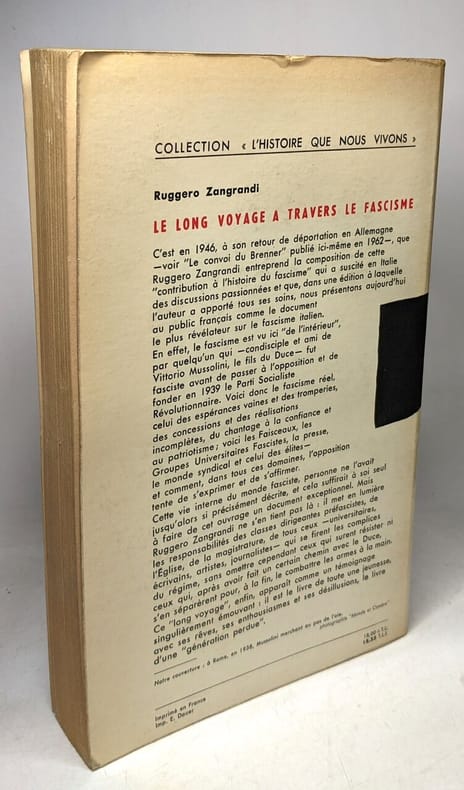 COLLECTION « L'HISTOIRE QUE NOUS VIVONS »
Ruggero Zangrandi
LE LONG VOYAGE A TRAVERS LE FASCISME
C'est en 1946, à son retour de déportation en Allemagne
—voir "Le convoi du Brenner" publié ici-même en 1962—, que
Ruggero Zangrandi entreprend la composition de cette
"contribution à l'histoire du fascisme" qui a suscité en Italie
des discussions passionnées et que, dans une édition à laquelle
l'auteur a apporté tous ses soins, nous présentons aujourd'hui
au public français comme le document
le plus révélateur sur le fascisme italien.
En effet, le fascisme est vu ici "de l'intérieur",
par quelqu'un qui —condisciple et ami de
Vittorio Mussolini, le fils du Duce— fut
fasciste avant de passer à l'opposition et de
fonder en 1939 le Parti Socialiste
Révolutionnaire. Voici donc le fascisme réel,
celui des espérances vaines et des tromperies,
des concessions et des réalisations
incomplètes, du chantage à la confiance et
au patriotisme; voici les Faisceaux, les
Groupes Universitaires Fascistes, la presse,
le monde syndical et celui des élites—
et comment, dans tous ces domaines, l'opposition
tente de s'exprimer et de s'affirmer.
Cette vie interne du monde fasciste, personne ne l'avait
jusqu'alors si précisément décrite, et cela suffirait à soi seul
à faire de cet ouvrage un document exceptionnel. Mais
Ruggero Zangrandi ne s'en tient pas là : il met en lumière
les responsabilités des classes dirigeantes préfascistes, de
l'Église, de la magistrature, de tous ceux —universitaires,
écrivains, artistes, journalistes— qui se firent les complices
du régime, sans omettre cependant ceux qui surent résister ni
ceux qui, après avoir fait un certain chemin avec le Duce,
s'en séparèrent pour, à la fin, le combattre les armes à la main.
Ce "long voyage", enfin, apparaît comme un témoignage
singulièrement émouvant : il est le livre de toute une jeunesse,
avec ses rêves, ses enthousiasmes et ses désillusions, le livre
d'une "génération perdue".
Notre couverture : à Rome, en 1938, Mussolini marchant au pas de l'oie.
photographie
18,00 + T.L.
18,52 T.L.I.
Imprimé en France
Imp. E. Dacer